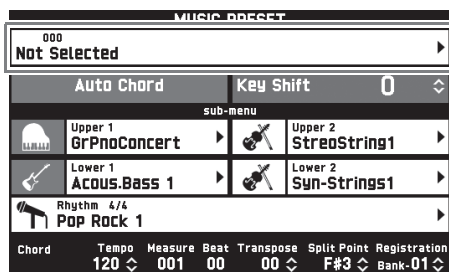 MUSIC PRESET
000
Not Selected
Auto Chord Key Shift 0
sub-menu
Upper 1 Upper 2
GrPnoConcert StreoString1
Lower 1 Lower 2
Acous.Bass 1 Syn-Strings1
Rhythm 4/4
Pop Rock 1
Chord Tempo Measure Beat Transpose Split Point Registration
120 001 00 00 F#3 Bank-01